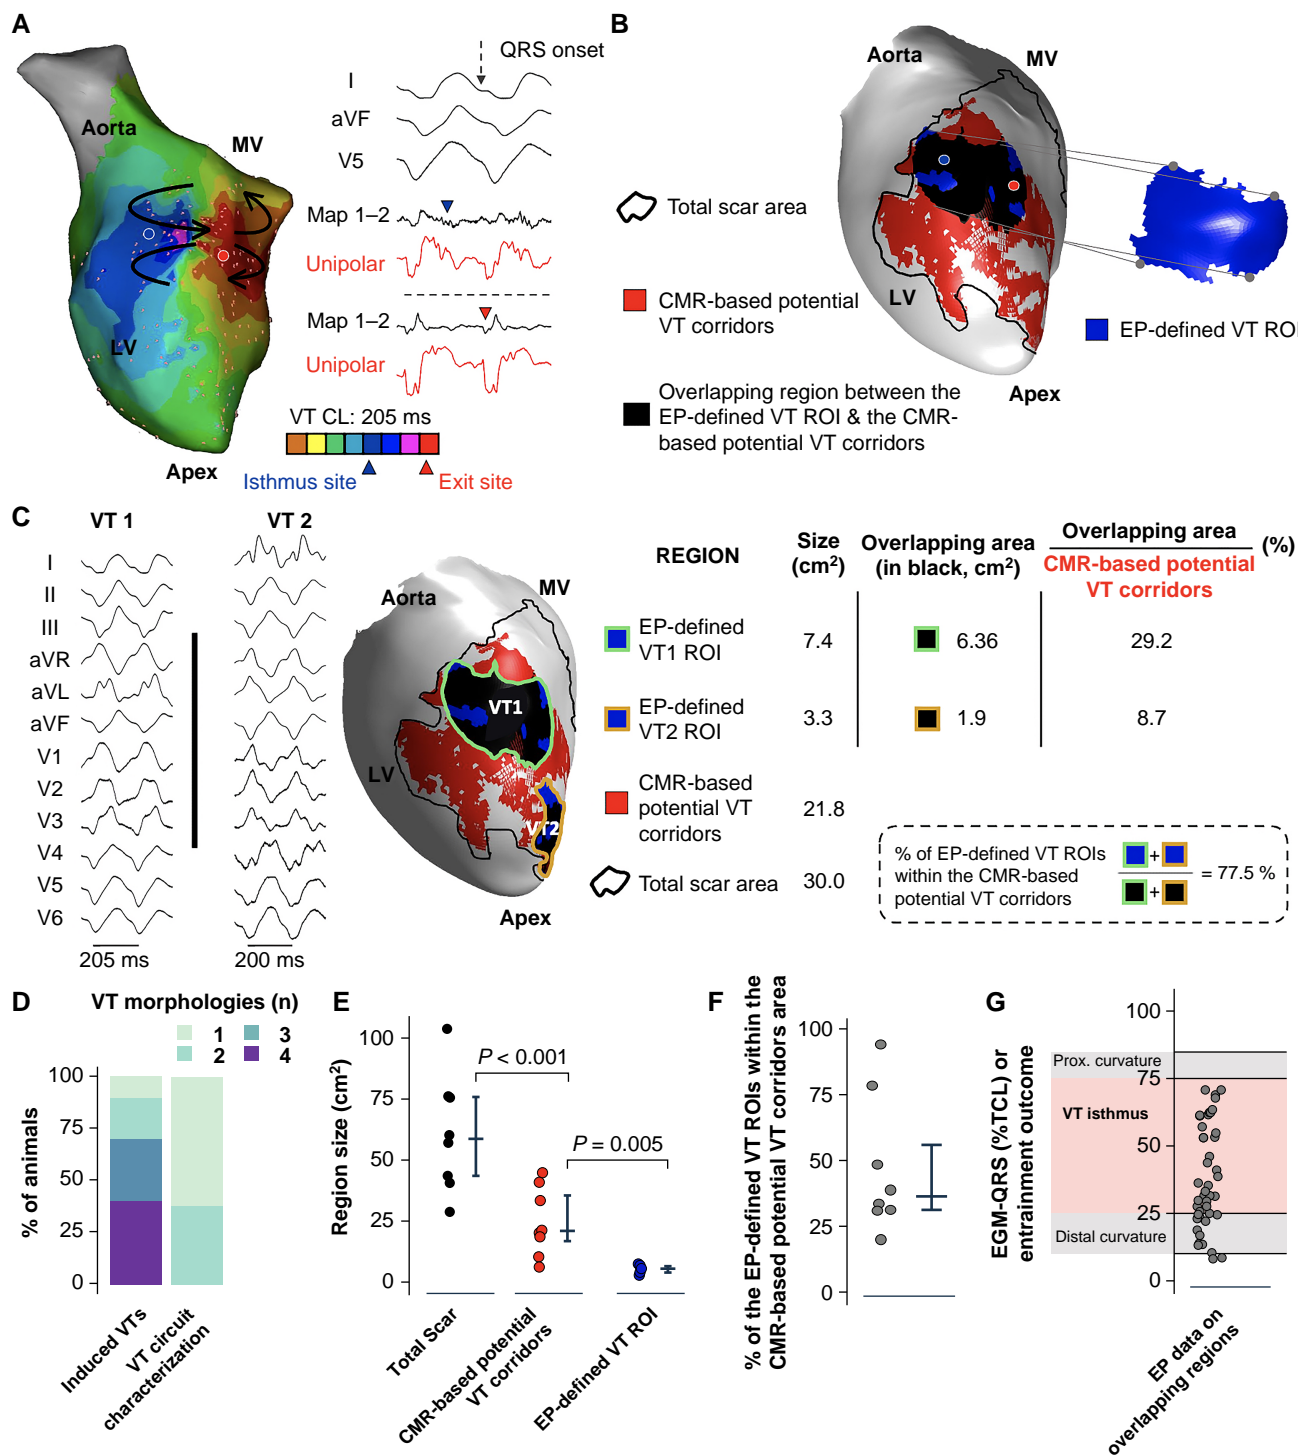 A
Aorta
MV
LV
Apex
QRS onset
I
aVF
V5
Map 1–2
Unipolar
Map 1–2
Unipolar
VT CL: 205 ms
Isthmus site
Exit site
B
Aorta
MV
LV
Apex
Total scar area
CMR-based potential
VT corridors
Overlapping region between the
EP-defined VT ROI & the CMR-
based potential VT corridors
EP-defined VT ROI
C
VT 1
VT 2
I
II
III
aVR
aVL
aVF
V1
V2
V3
V4
V5
V6
205 ms
200 ms
Aorta
MV
VT1
LV
VT2
Apex
REGION
Size
(cm2)
Overlapping area
(in black, cm2)
Overlapping area
CMR-based potential
VT corridors
(%)
EP-defined
VT1 ROI
7.4
6.36
29.2
EP-defined
VT2 ROI
3.3
1.9
8.7
CMR-based
potential VT
corridors
21.8
Total scar area
30.0
% of EP-defined VT ROIs
within the CMR-based
potential VT corridors
+
+
= 77.5 %
D
VT morphologies (n)
1
2
3
4
% of animals
100
75
50
25
0
Induced VTs
VT circuit
characterization
E
Region size (cm2)
100
75
50
25
0
P < 0.001
P = 0.005
Total Scar
CMR-based potential
VT corridors
EP-defined VT ROI
F
% of the EP-defined VT ROIs within the
CMR-based potential VT corridors area
100
75
50
25
0
G
EGM-QRS (%TCL) or
entrainment outcome
100
75
50
25
0
Prox. curvature
VT isthmus
Distal curvature
EP data on
overlapping regions